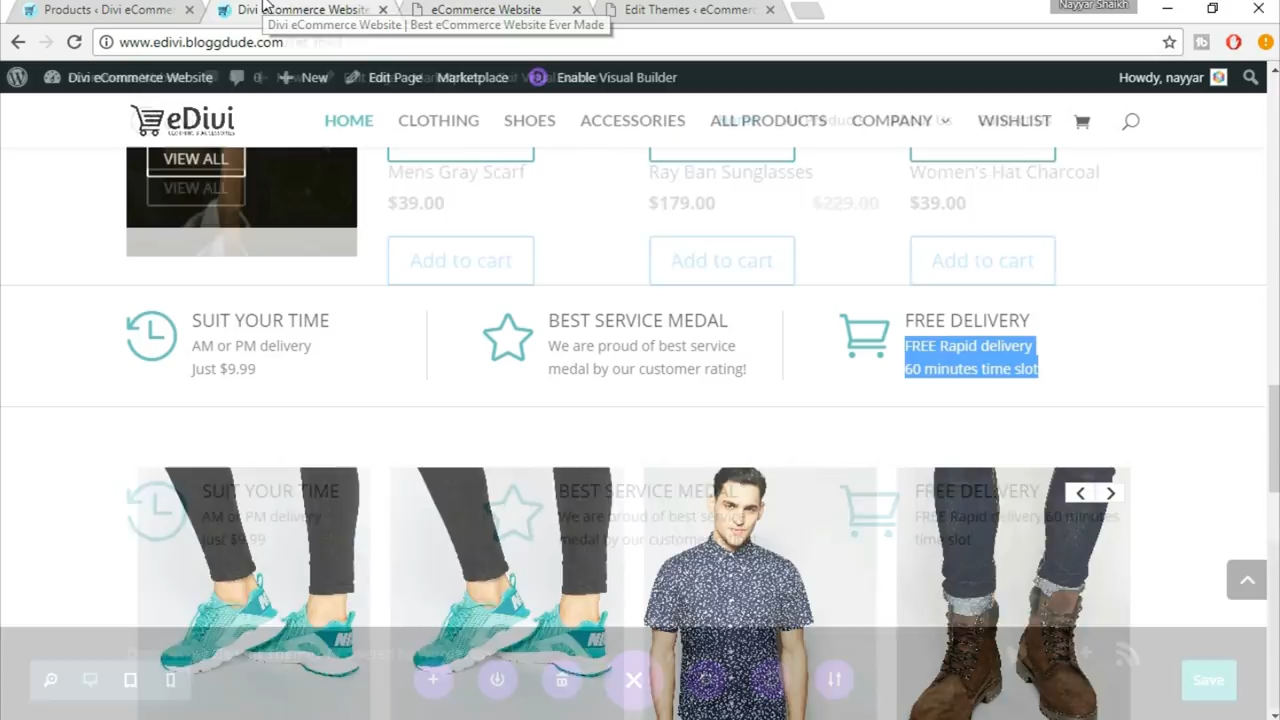 Products ‹ Divi eCommer
Divi eCommerce Website
eCommerce Website
Edit Themes ‹ eCommerc
Nayyar Shaikh
Divi eCommerce Website | Best eCommerce Website Ever Made
www.edivi.bloggdude.com
Divi eCommerce Website
0
New
Edit Page
Marketplace
Enable Visual Builder
Howdy, nayyar
eDivi
CLOTHING & ACCESSORIES
HOME
CLOTHING
SHOES
ACCESSORIES
ALL PRODUCTS
COMPANY
WISHLIST
VIEW ALL
VIEW ALL
Mens Gray Scarf
Ray Ban Sunglasses
Women's Hat Charcoal
$39.00
$179.00
$229.00
$39.00
Add to cart
Add to cart
Add to cart
SUIT YOUR TIME
AM or PM delivery
Just $9.99
BEST SERVICE MEDAL
We are proud of best service
medal by our customer rating!
FREE DELIVERY
FREE Rapid delivery
60 minutes time slot
SUIT YOUR TIME
AM or PM delivery
Just $9.99
BEST SERVICE MEDAL
We are proud of best service
medal by our customer
FREE DELIVERY
FREE Rapid delivery 60 minutes
time slot
Save